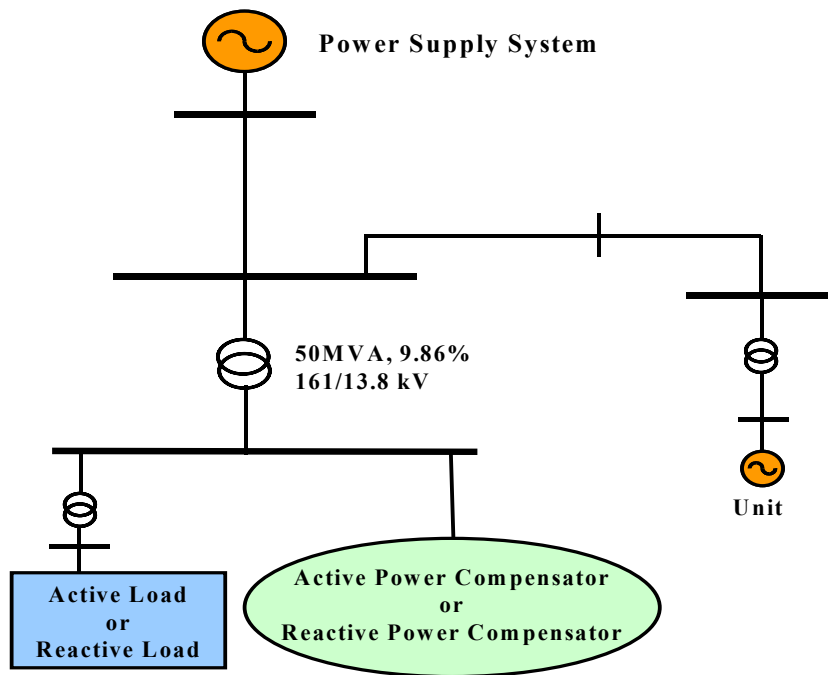 Power Supply System
50MVA, 9.86%
161/13.8 kV
Unit
Active Load
or
Reactive Load
Active Power Compensator
or
Reactive Power Compensator